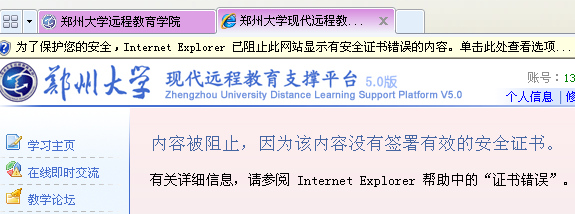 郑州大学远程教育学院
郑州大学现代远程教...
为了保护您的安全，Internet Explorer 已阻止此网站显示有安全证书错误的内容。单击此处查看选项...
郑州大学 现代远程教育支撑平台 5.0版
Zhengzhou University Distance Learning Support Platform V5.0
账号：13
个人信息 | 修
学习主页
在线即时交流
教学论坛
内容被阻止，因为该内容没有签署有效的安全证书。
有关详细信息，请参阅 Internet Explorer 帮助中的“证书错误”。